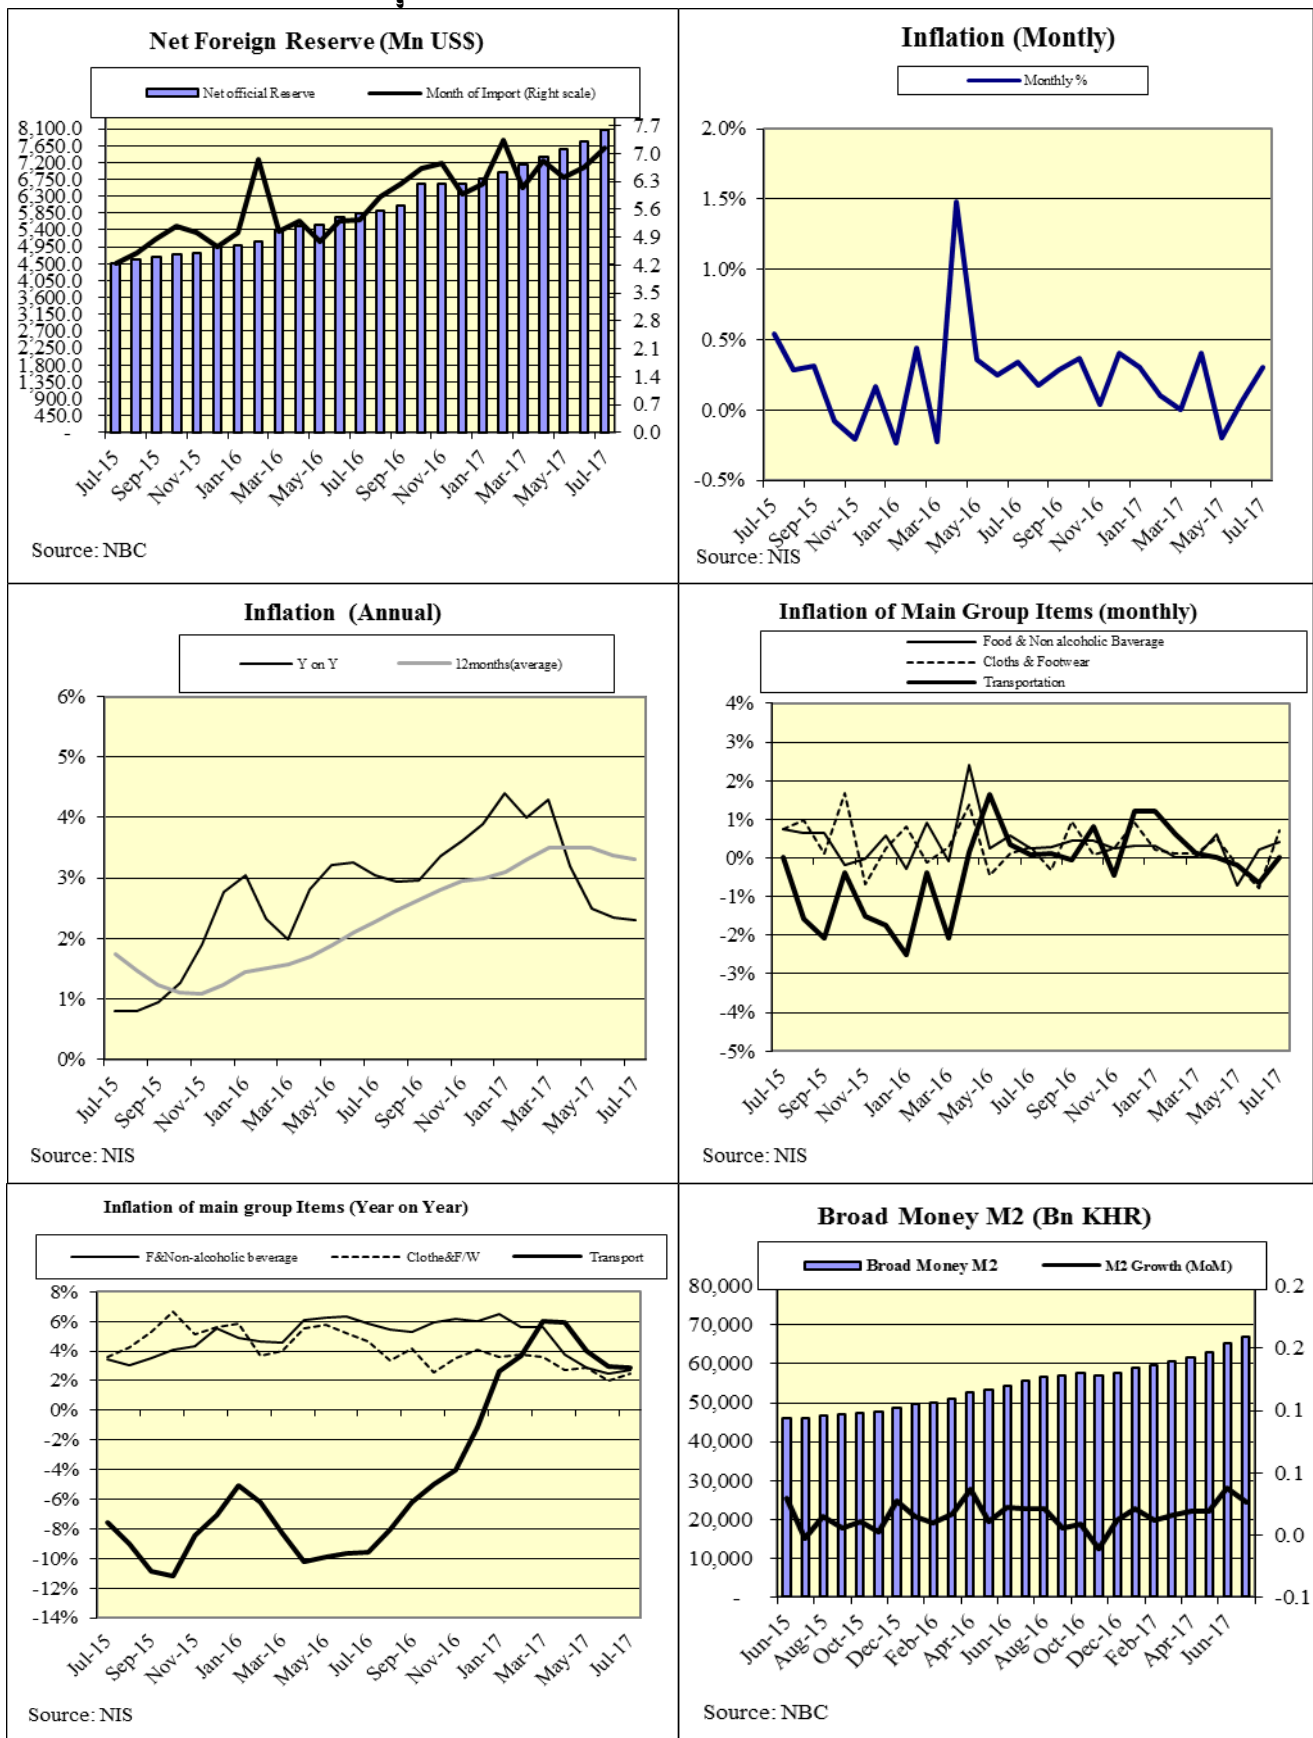 Net Foreign Reserve (Mn US$)
Net official Reserve
Month of Import (Right scale)
8,100.0
7,650.0
7,200.0
6,750.0
6,300.0
5,850.0
5,400.0
4,950.0
4,500.0
4,050.0
3,600.0
3,150.0
2,700.0
2,250.0
1,800.0
1,350.0
900.0
450.0
-
7.7
7.0
6.3
5.6
4.9
4.2
3.5
2.8
2.1
1.4
0.7
0.0
Jul-15
Sep-15
Nov-15
Jan-16
Mar-16
May-16
Jul-16
Sep-16
Nov-16
Jan-17
Mar-17
May-17
Jul-17
Source: NBC
Inflation (Montly)
Monthly %
2.0%
1.5%
1.0%
0.5%
0.0%
-0.5%
Jul-15
Sep-15
Nov-15
Jan-16
Mar-16
May-16
Jul-16
Sep-16
Nov-16
Jan-17
Mar-17
May-17
Jul-17
Source: NIS
Inflation (Annual)
Y on Y
12months(average)
6%
5%
4%
3%
2%
1%
0%
Jul-15
Sep-15
Nov-15
Jan-16
Mar-16
May-16
Jul-16
Sep-16
Nov-16
Jan-17
Mar-17
May-17
Jul-17
Source: NIS
Inflation of Main Group Items (monthly)
Food & Non alcoholic Baverage
Cloths & Footwear
Transportation
4%
3%
2%
1%
0%
-1%
-2%
-3%
-4%
-5%
Jul-15
Sep-15
Nov-15
Jan-16
Mar-16
May-16
Jul-16
Sep-16
Nov-16
Jan-17
Mar-17
May-17
Jul-17
Source: NIS
Inflation of main group Items (Year on Year)
F&Non-alcoholic beverage
Clothe&F/W
Transport
8%
6%
4%
2%
0%
-2%
-4%
-6%
-8%
-10%
-12%
-14%
Jul-15
Sep-15
Nov-15
Jan-16
Mar-16
May-16
Jul-16
Sep-16
Nov-16
Jan-17
Mar-17
May-17
Jul-17
Source: NIS
Broad Money M2 (Bn KHR)
Broad Money M2
M2 Growth (MoM)
80,000
70,000
60,000
50,000
40,000
30,000
20,000
10,000
-
0.2
0.2
0.1
0.1
0.0
-0.1
Jun-15
Aug-15
Oct-15
Dec-15
Feb-16
Apr-16
Jun-16
Aug-16
Oct-16
Dec-16
Feb-17
Apr-17
Jun-17
Source: NBC